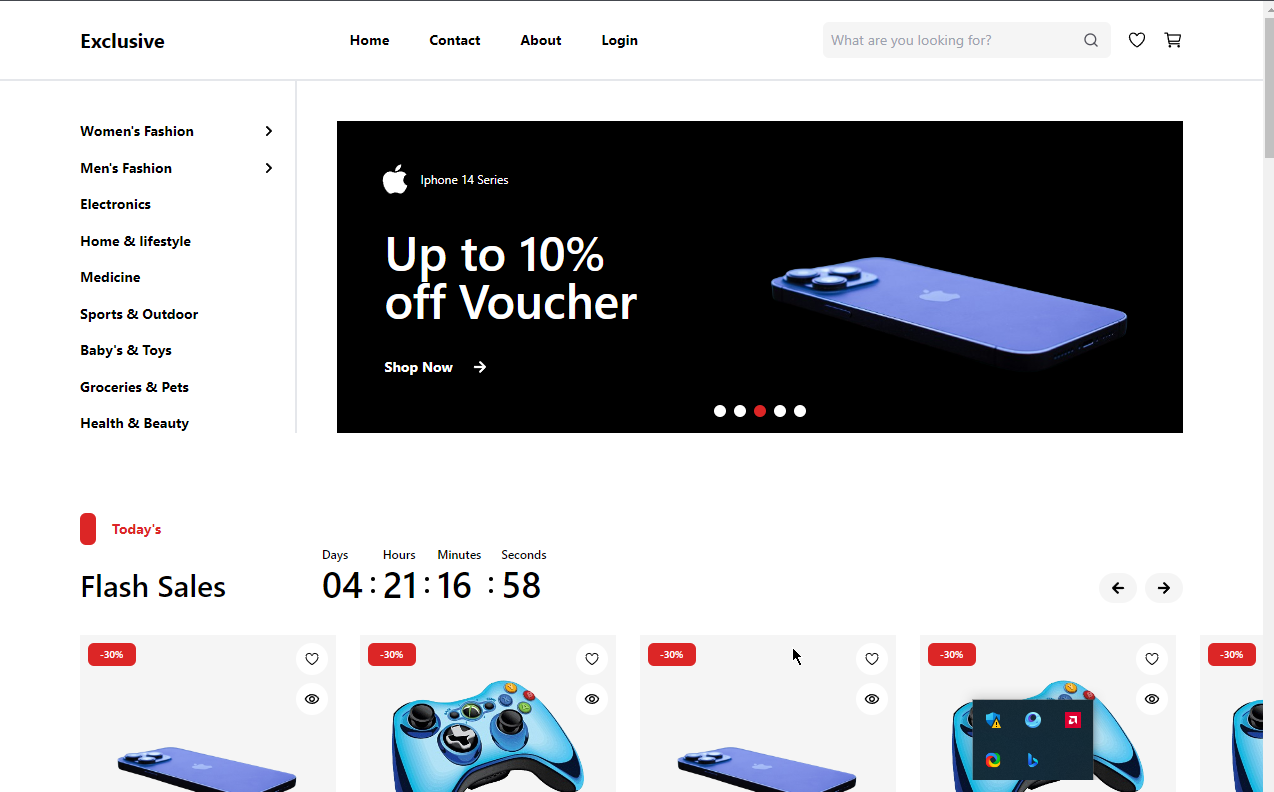 Exclusive
Home
Contact
About
Login
What are you looking for?
Women's Fashion
Men's Fashion
Electronics
Home & lifestyle
Medicine
Sports & Outdoor
Baby's & Toys
Groceries & Pets
Health & Beauty
Iphone 14 Series
Up to 10%
off Voucher
Shop Now
Today's
Flash Sales
Days Hours Minutes Seconds
04 : 21 : 16 : 58
-30%
-30%
-30%
-30%
-30%